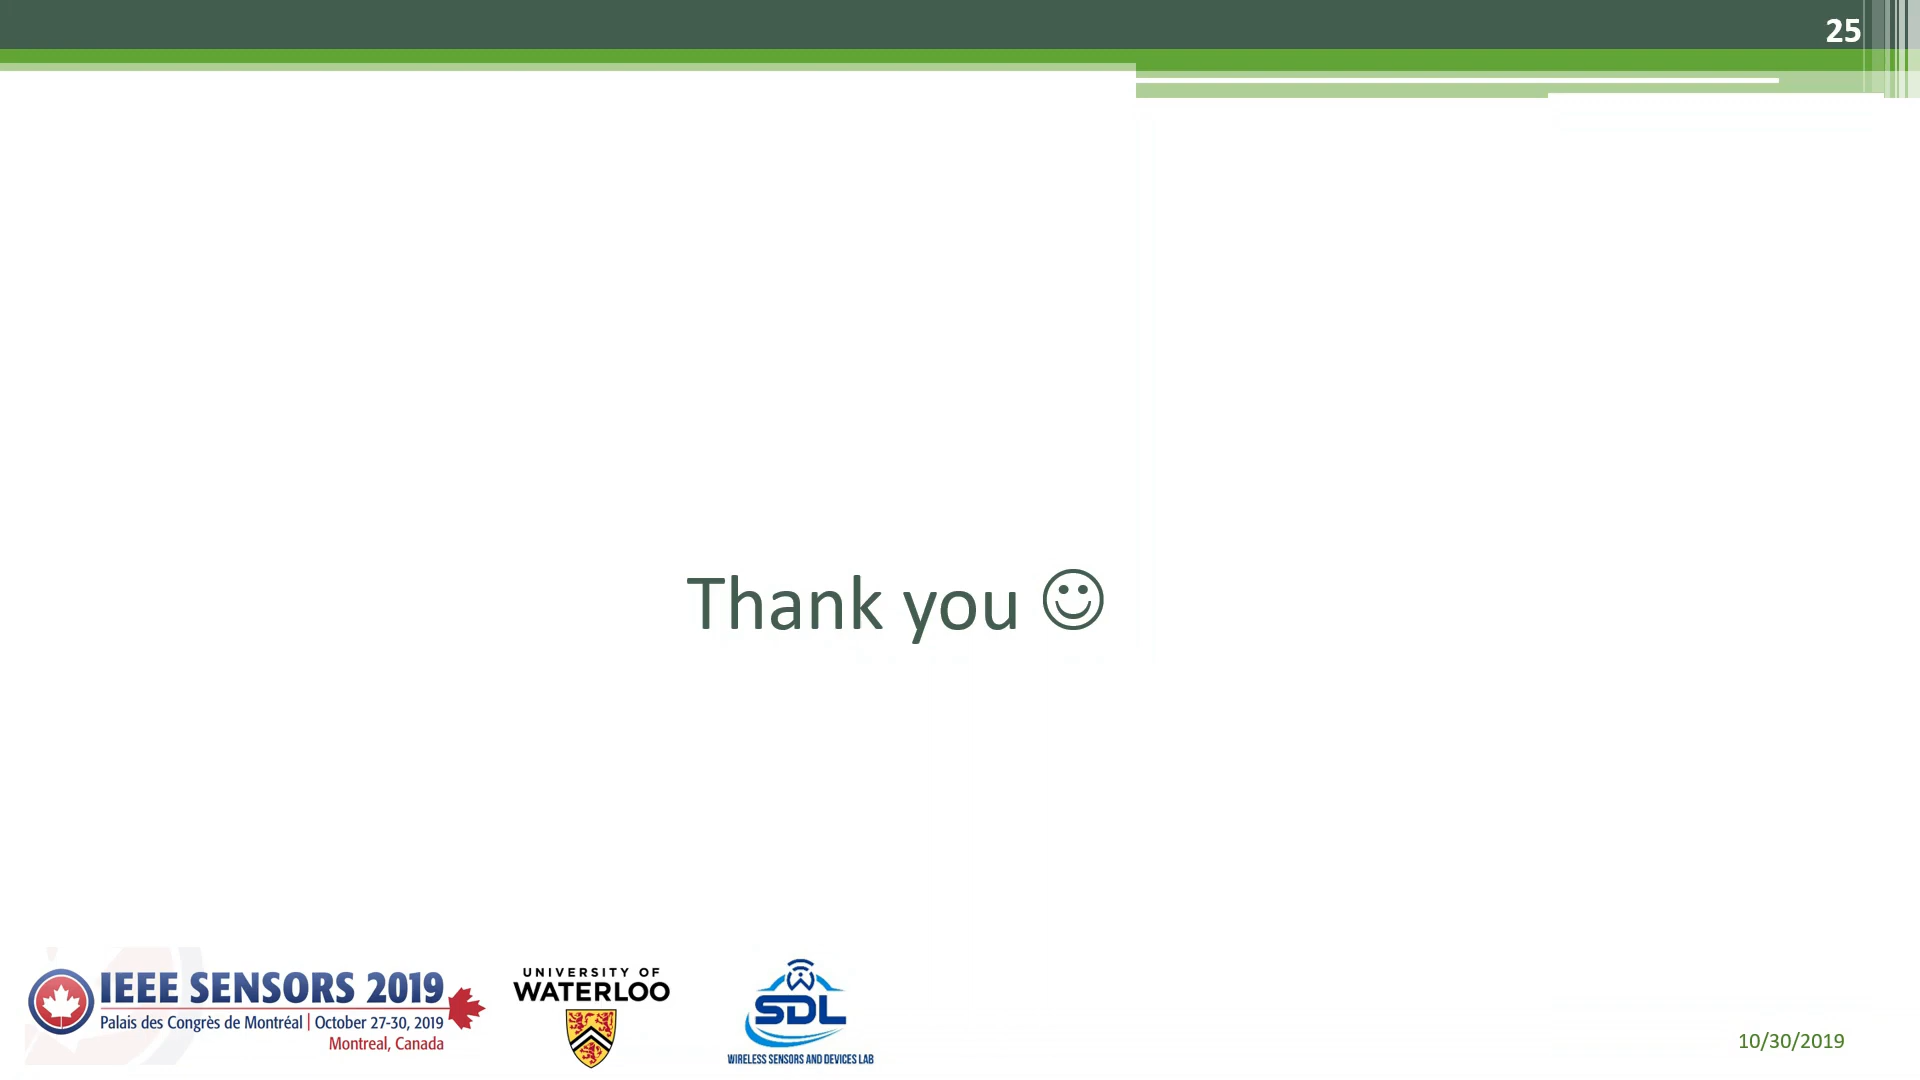 25
Thank you ☺
IEEE SENSORS 2019
Palais des Congrès de Montréal | October 27-30, 2019
Montreal, Canada
UNIVERSITY OF
WATERLOO
SDL
WIRELESS SENSORS AND DEVICES LAB
10/30/2019